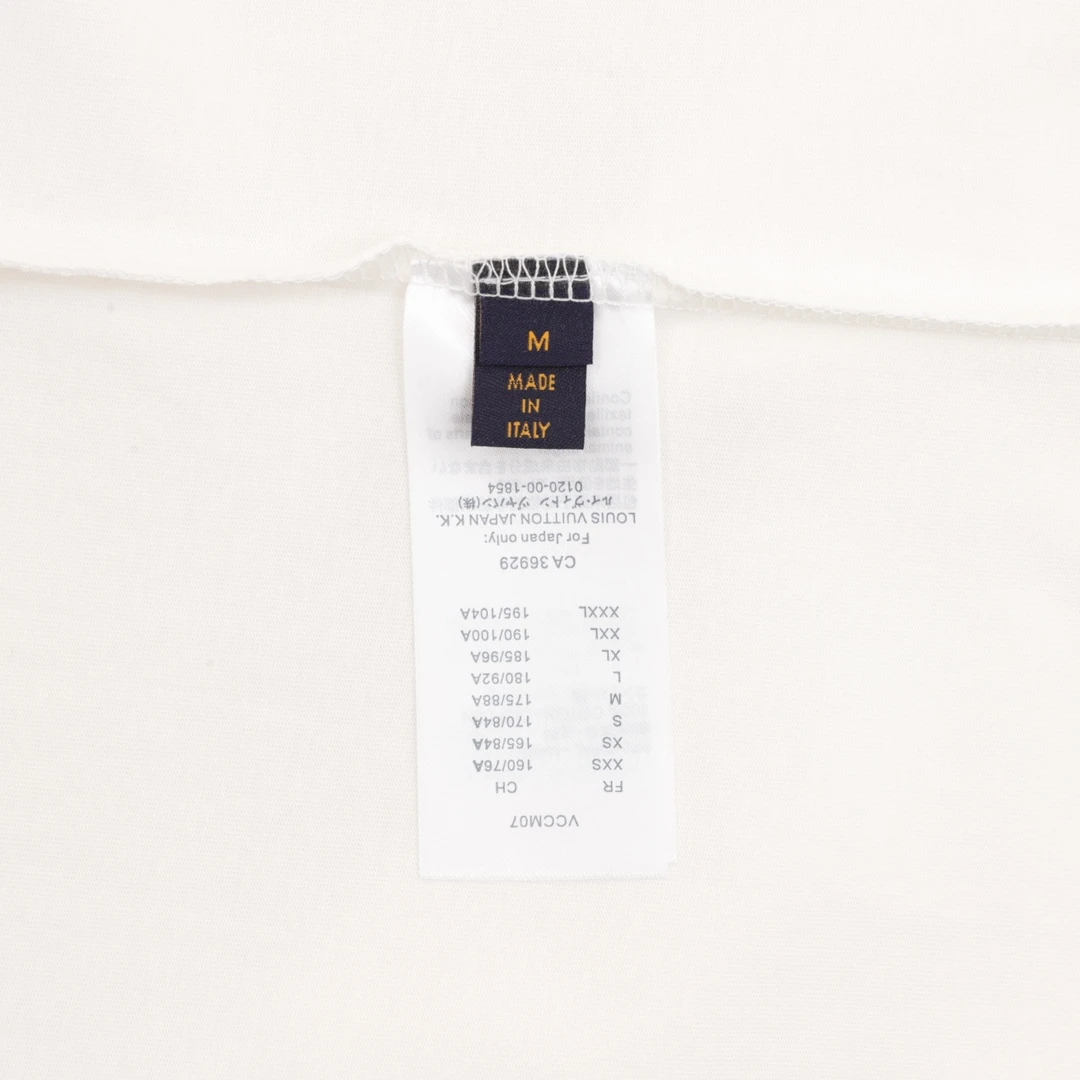 M
MADE
IN
ITALY
VCCM07
FR CH
XXS 160/76A
XS 165/84A
S 170/84A
M 175/88A
L 180/92A
XL 185/96A
XXL 190/100A
XXXL 195/104A
CA 36929
For Japan only:
LOUIS VUITTON JAPAN K.K.
ルイ・ヴィトン ジャパン(株)
0120-00-1854